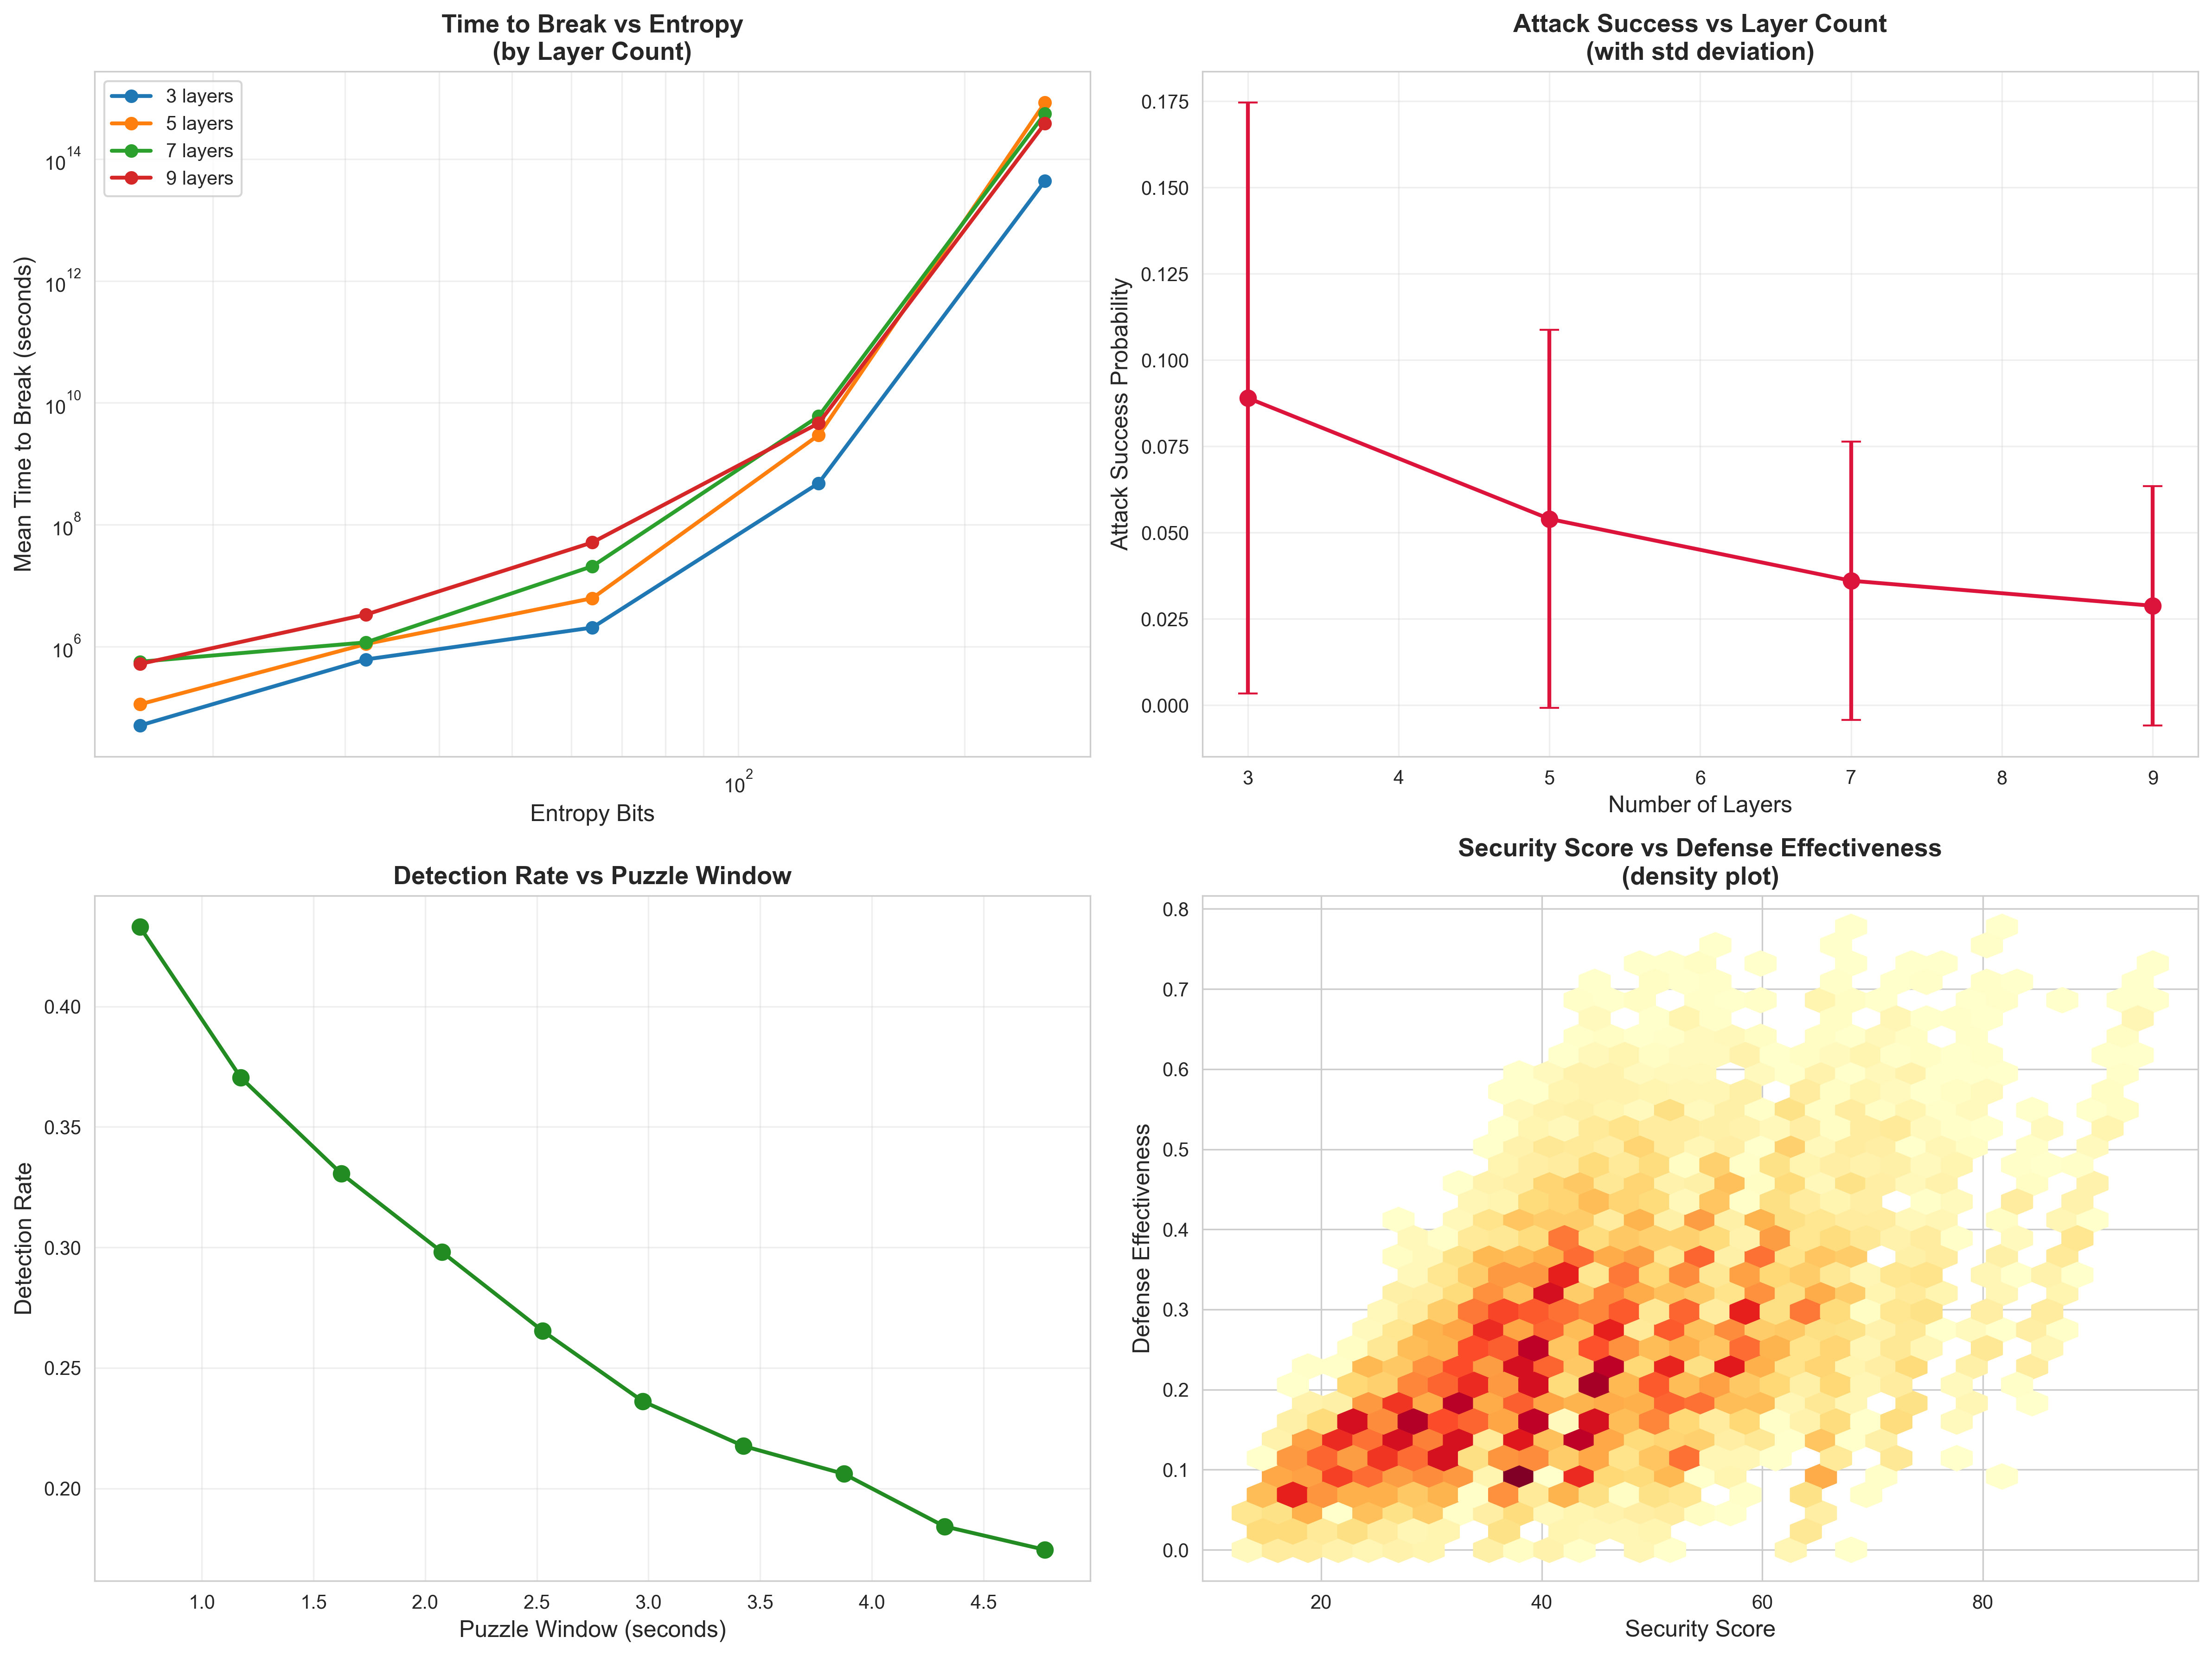 Time to Break vs Entropy
(by Layer Count)
3 layers
5 layers
7 layers
9 layers
10^14
10^12
10^10
10^8
10^6
Mean Time to Break (seconds)
10^2
Entropy Bits
Attack Success vs Layer Count
(with std deviation)
0.175
0.150
0.125
0.100
0.075
0.050
0.025
0.000
Attack Success Probability
3 4 5 6 7 8 9
Number of Layers
Detection Rate vs Puzzle Window
0.40
0.35
0.30
0.25
0.20
Detection Rate
1.0 1.5 2.0 2.5 3.0 3.5 4.0 4.5
Puzzle Window (seconds)
Security Score vs Defense Effectiveness
(density plot)
0.8
0.7
0.6
0.5
0.4
0.3
0.2
0.1
0.0
Defense Effectiveness
20 40 60 80
Security Score